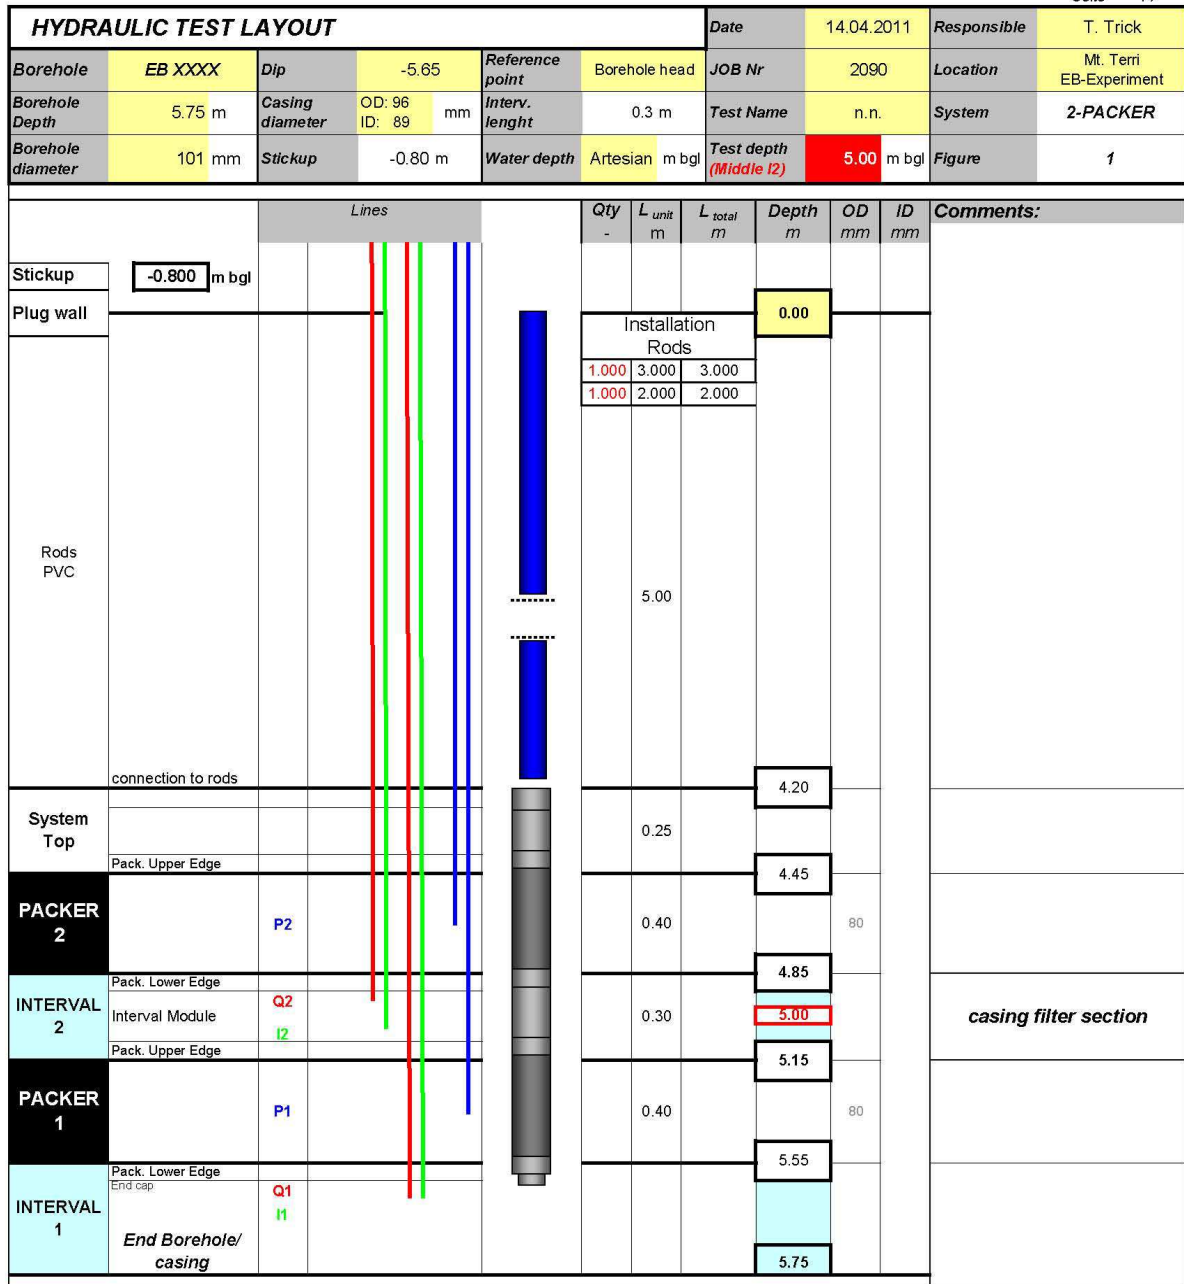 HYDRAULIC TEST LAYOUT
Date 14.04.2011 Responsible T. Trick
Borehole EB XXXX Dip -5.65 Reference point Borehole head JOB Nr 2090 Location Mt. Terri EB-Experiment
Borehole Depth 5.75 m Casing diameter OD: 96 ID: 89 mm Interv. lenght 0.3 m Test Name n.n. System 2-PACKER
Borehole diameter 101 mm Stickup -0.80 m Water depth Artesian m bgl Test depth (Middle I2) 5.00 m bgl Figure 1
Lines Qty L unit L total Depth OD ID Comments:
- m m m mm mm
Stickup -0.800 m bgl
Plug wall 0.00
Installation
Rods
1.000 3.000 3.000
1.000 2.000 2.000
Rods
PVC
5.00
connection to rods 4.20
System
Top
0.25
Pack. Upper Edge 4.45
PACKER
2
P2 0.40 80
4.85
Pack. Lower Edge
INTERVAL
2
Q2
Interval Module 0.30 5.00 casing filter section
I2
Pack. Upper Edge
5.15
PACKER
1
P1 0.40 80
5.55
Pack. Lower Edge
End cap
Q1
INTERVAL
1
I1
End Borehole/
casing
5.75